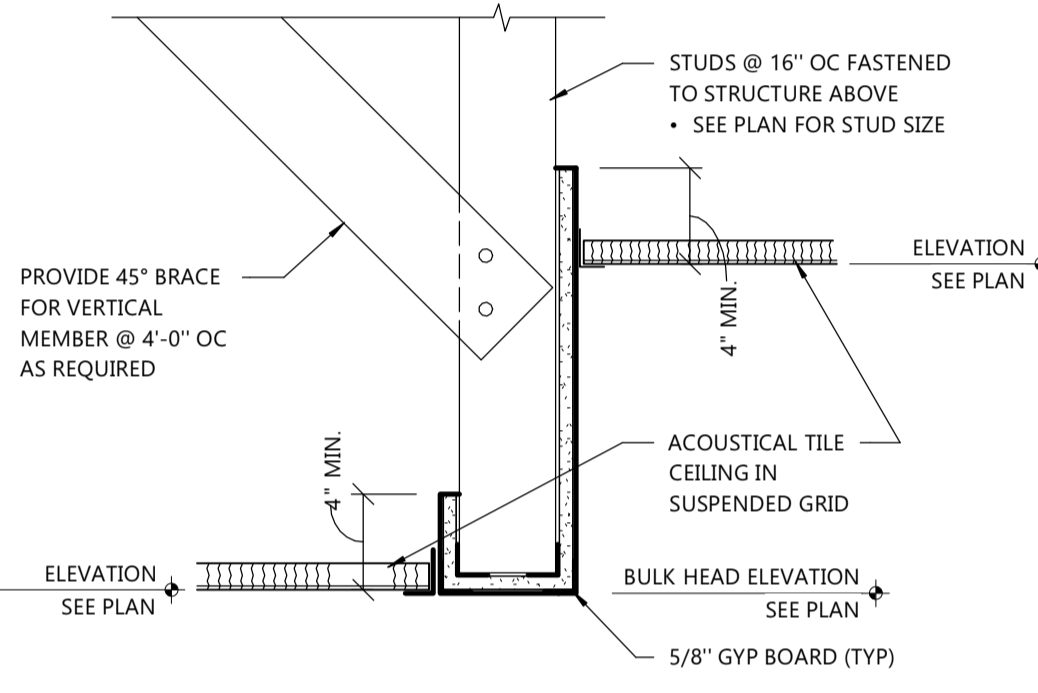 STUDS @ 16" OC FASTENED
TO STRUCTURE ABOVE
• SEE PLAN FOR STUD SIZE
ELEVATION
SEE PLAN
4" MIN.
PROVIDE 45° BRACE
FOR VERTICAL
MEMBER @ 4'-0" OC
AS REQUIRED
4" MIN.
ACOUSTICAL TILE
CEILING IN
SUSPENDED GRID
ELEVATION
SEE PLAN
BULK HEAD ELEVATION
SEE PLAN
5/8" GYP BOARD (TYP)